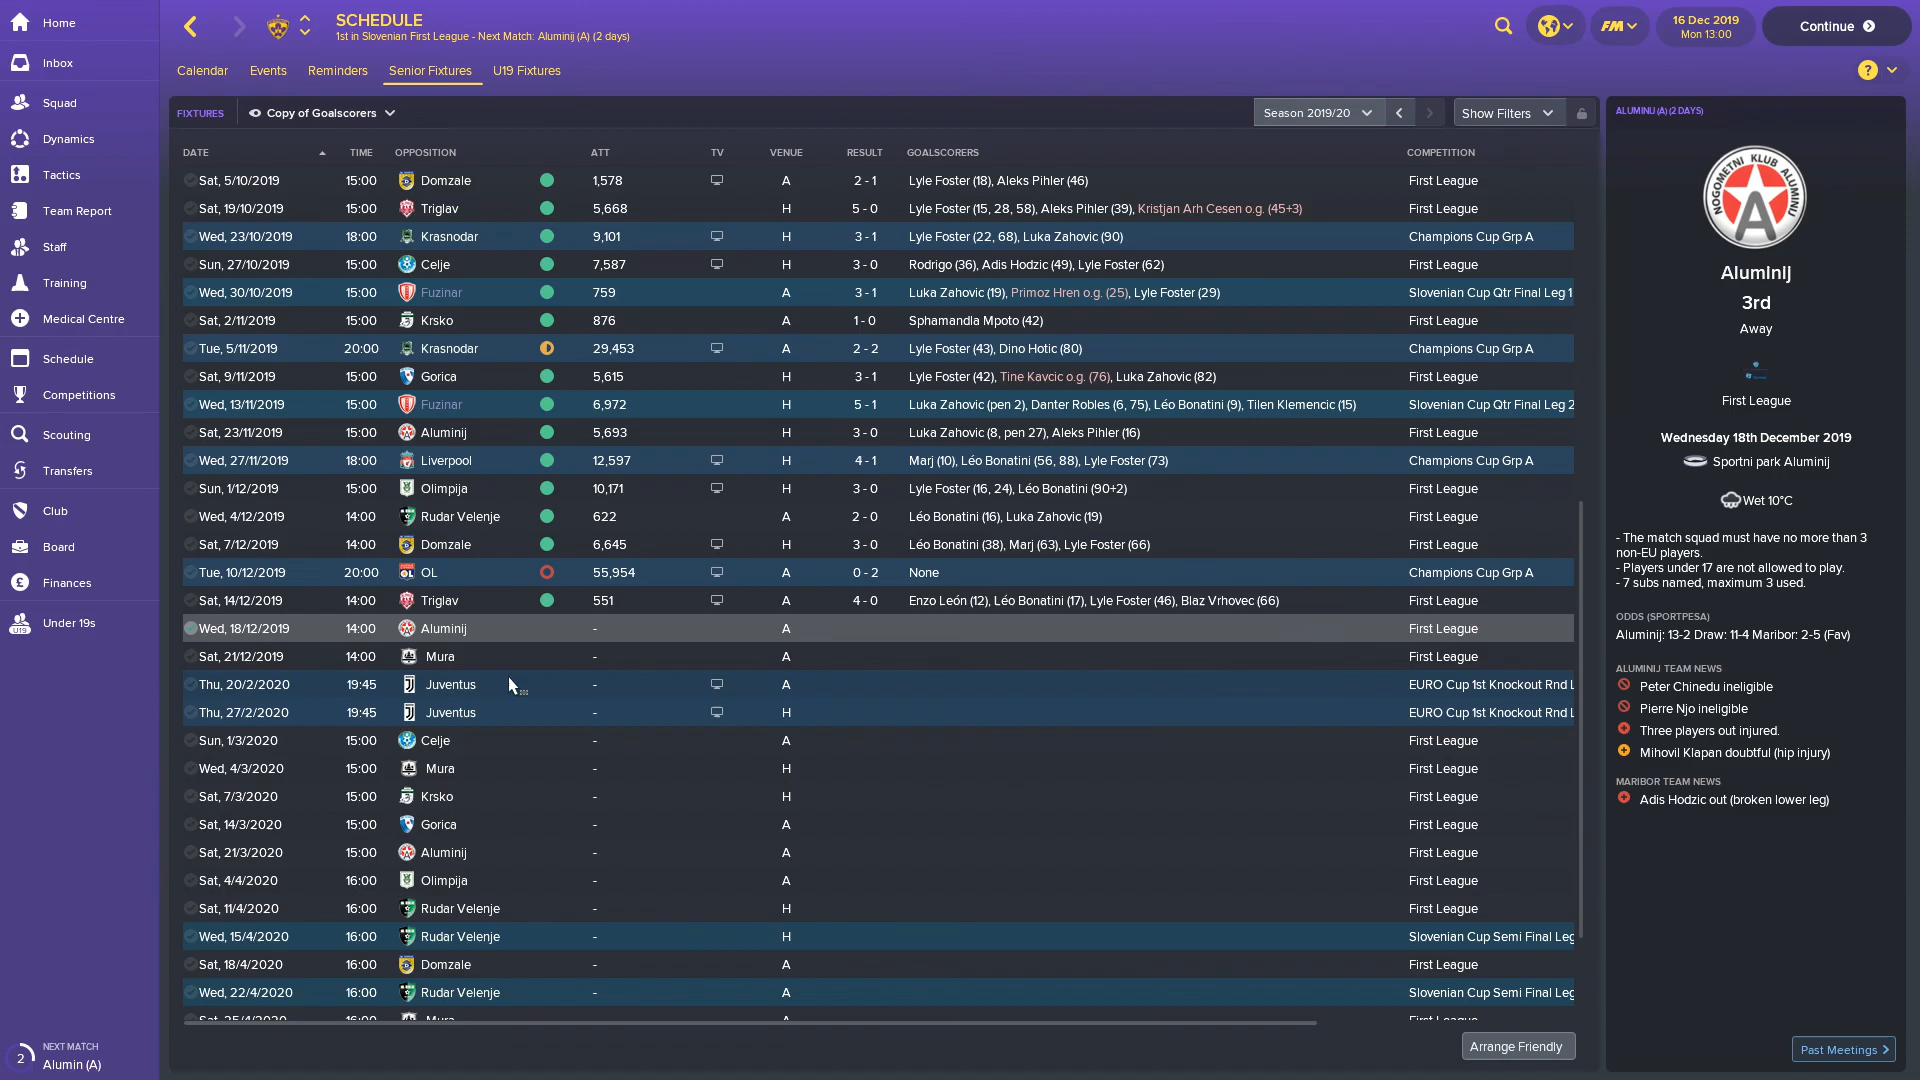 Home
Inbox
Squad
Dynamics
Tactics
Team Report
Staff
Training
Medical Centre
Schedule
Competitions
Scouting
Transfers
Club
Board
Finances
Under 19s
U19
2
NEXT MATCH
Alumin (A)
SCHEDULE
1st in Slovenian First League - Next Match: Aluminij (A) (2 days)
FM
16 Dec 2019
Mon 13:00
Continue
Calendar Events Reminders Senior Fixtures U19 Fixtures
?
FIXTURES Copy of Goalscorers Season 2019/20 Show Filters
DATE TIME OPPOSITION ATT TV VENUE RESULT GOALSCORERS COMPETITION
Sat, 5/10/2019 15:00 Domzale 1,578 A 2 - 1 Lyle Foster (18), Aleks Pihler (46) First League
Sat, 19/10/2019 15:00 Triglav 5,668 H 5 - 0 Lyle Foster (15, 28, 58), Aleks Pihler (39), Kristjan Arh Cesen o.g. (45+3) First League
Wed, 23/10/2019 18:00 Krasnodar 9,101 H 3 - 1 Lyle Foster (22, 68), Luka Zahovic (90) Champions Cup Grp A
Sun, 27/10/2019 15:00 Celje 7,587 H 3 - 0 Rodrigo (36), Adis Hodzic (49), Lyle Foster (62) First League
Wed, 30/10/2019 15:00 Fuzinar 759 A 3 - 1 Luka Zahovic (19), Primoz Hren o.g. (25), Lyle Foster (29) Slovenian Cup Qtr Final Leg 1
Sat, 2/11/2019 15:00 Krsko 876 A 1 - 0 Sphamandla Mpoto (42) First League
Tue, 5/11/2019 20:00 Krasnodar 29,453 A 2 - 2 Lyle Foster (43), Dino Hotic (80) Champions Cup Grp A
Sat, 9/11/2019 15:00 Gorica 5,615 H 3 - 1 Lyle Foster (42), Tine Kavcic o.g. (76), Luka Zahovic (82) First League
Wed, 13/11/2019 15:00 Fuzinar 6,972 H 5 - 1 Luka Zahovic (pen 2), Danter Robles (6, 75), Léo Bonatini (9), Tilen Klemencic (15) Slovenian Cup Qtr Final Leg 2
Sat, 23/11/2019 15:00 Aluminij 5,693 H 3 - 0 Luka Zahovic (8, pen 27), Aleks Pihler (16) First League
Wed, 27/11/2019 18:00 Liverpool 12,597 H 4 - 1 Marj (10), Léo Bonatini (56, 88), Lyle Foster (73) Champions Cup Grp A
Sun, 1/12/2019 15:00 Olimpija 10,171 H 3 - 0 Lyle Foster (16, 24), Léo Bonatini (90+2) First League
Wed, 4/12/2019 14:00 Rudar Velenje 622 A 2 - 0 Léo Bonatini (16), Luka Zahovic (19) First League
Sat, 7/12/2019 14:00 Domzale 6,645 H 3 - 0 Léo Bonatini (38), Marj (63), Lyle Foster (66) First League
Tue, 10/12/2019 20:00 OL 55,954 A 0 - 2 None Champions Cup Grp A
Sat, 14/12/2019 14:00 Triglav 551 A 4 - 0 Enzo León (12), Léo Bonatini (17), Lyle Foster (46), Blaz Vrhovec (66) First League
Wed, 18/12/2019 14:00 Aluminij - A First League
Sat, 21/12/2019 14:00 Mura - A First League
Thu, 20/2/2020 19:45 Juventus - A EURO Cup 1st Knockout Rnd L
Thu, 27/2/2020 19:45 Juventus - H EURO Cup 1st Knockout Rnd L
Sun, 1/3/2020 15:00 Celje - A First League
Wed, 4/3/2020 15:00 Mura - H First League
Sat, 7/3/2020 15:00 Krsko - H First League
Sat, 14/3/2020 15:00 Gorica - A First League
Sat, 21/3/2020 15:00 Aluminij - A First League
Sat, 4/4/2020 16:00 Olimpija - A First League
Sat, 11/4/2020 16:00 Rudar Velenje - H First League
Wed, 15/4/2020 16:00 Rudar Velenje - H Slovenian Cup Semi Final Leg
Sat, 18/4/2020 16:00 Domzale - A First League
Wed, 22/4/2020 16:00 Rudar Velenje - A Slovenian Cup Semi Final Leg
Sat, 25/4/2020 16:00 Mura - A First League
Arrange Friendly
ALUMINIJ (A) (2 DAYS)
NOGOMETNI KLUB ALUMINIJ
Aluminij
3rd
Away
First League
Wednesday 18th December 2019
Sportni park Aluminij
Wet 10°C
- The match squad must have no more than 3
non-EU players.
- Players under 17 are not allowed to play.
- 7 subs named, maximum 3 used.
ODDS (SPORTPESA)
Aluminij: 13-2 Draw: 11-4 Maribor: 2-5 (Fav)
ALUMINIJ TEAM NEWS
Peter Chinedu ineligible
Pierre Njo ineligible
Three players out injured.
Mihovil Klapan doubtful (hip injury)
MARIBOR TEAM NEWS
Adis Hodzic out (broken lower leg)
Past Meetings